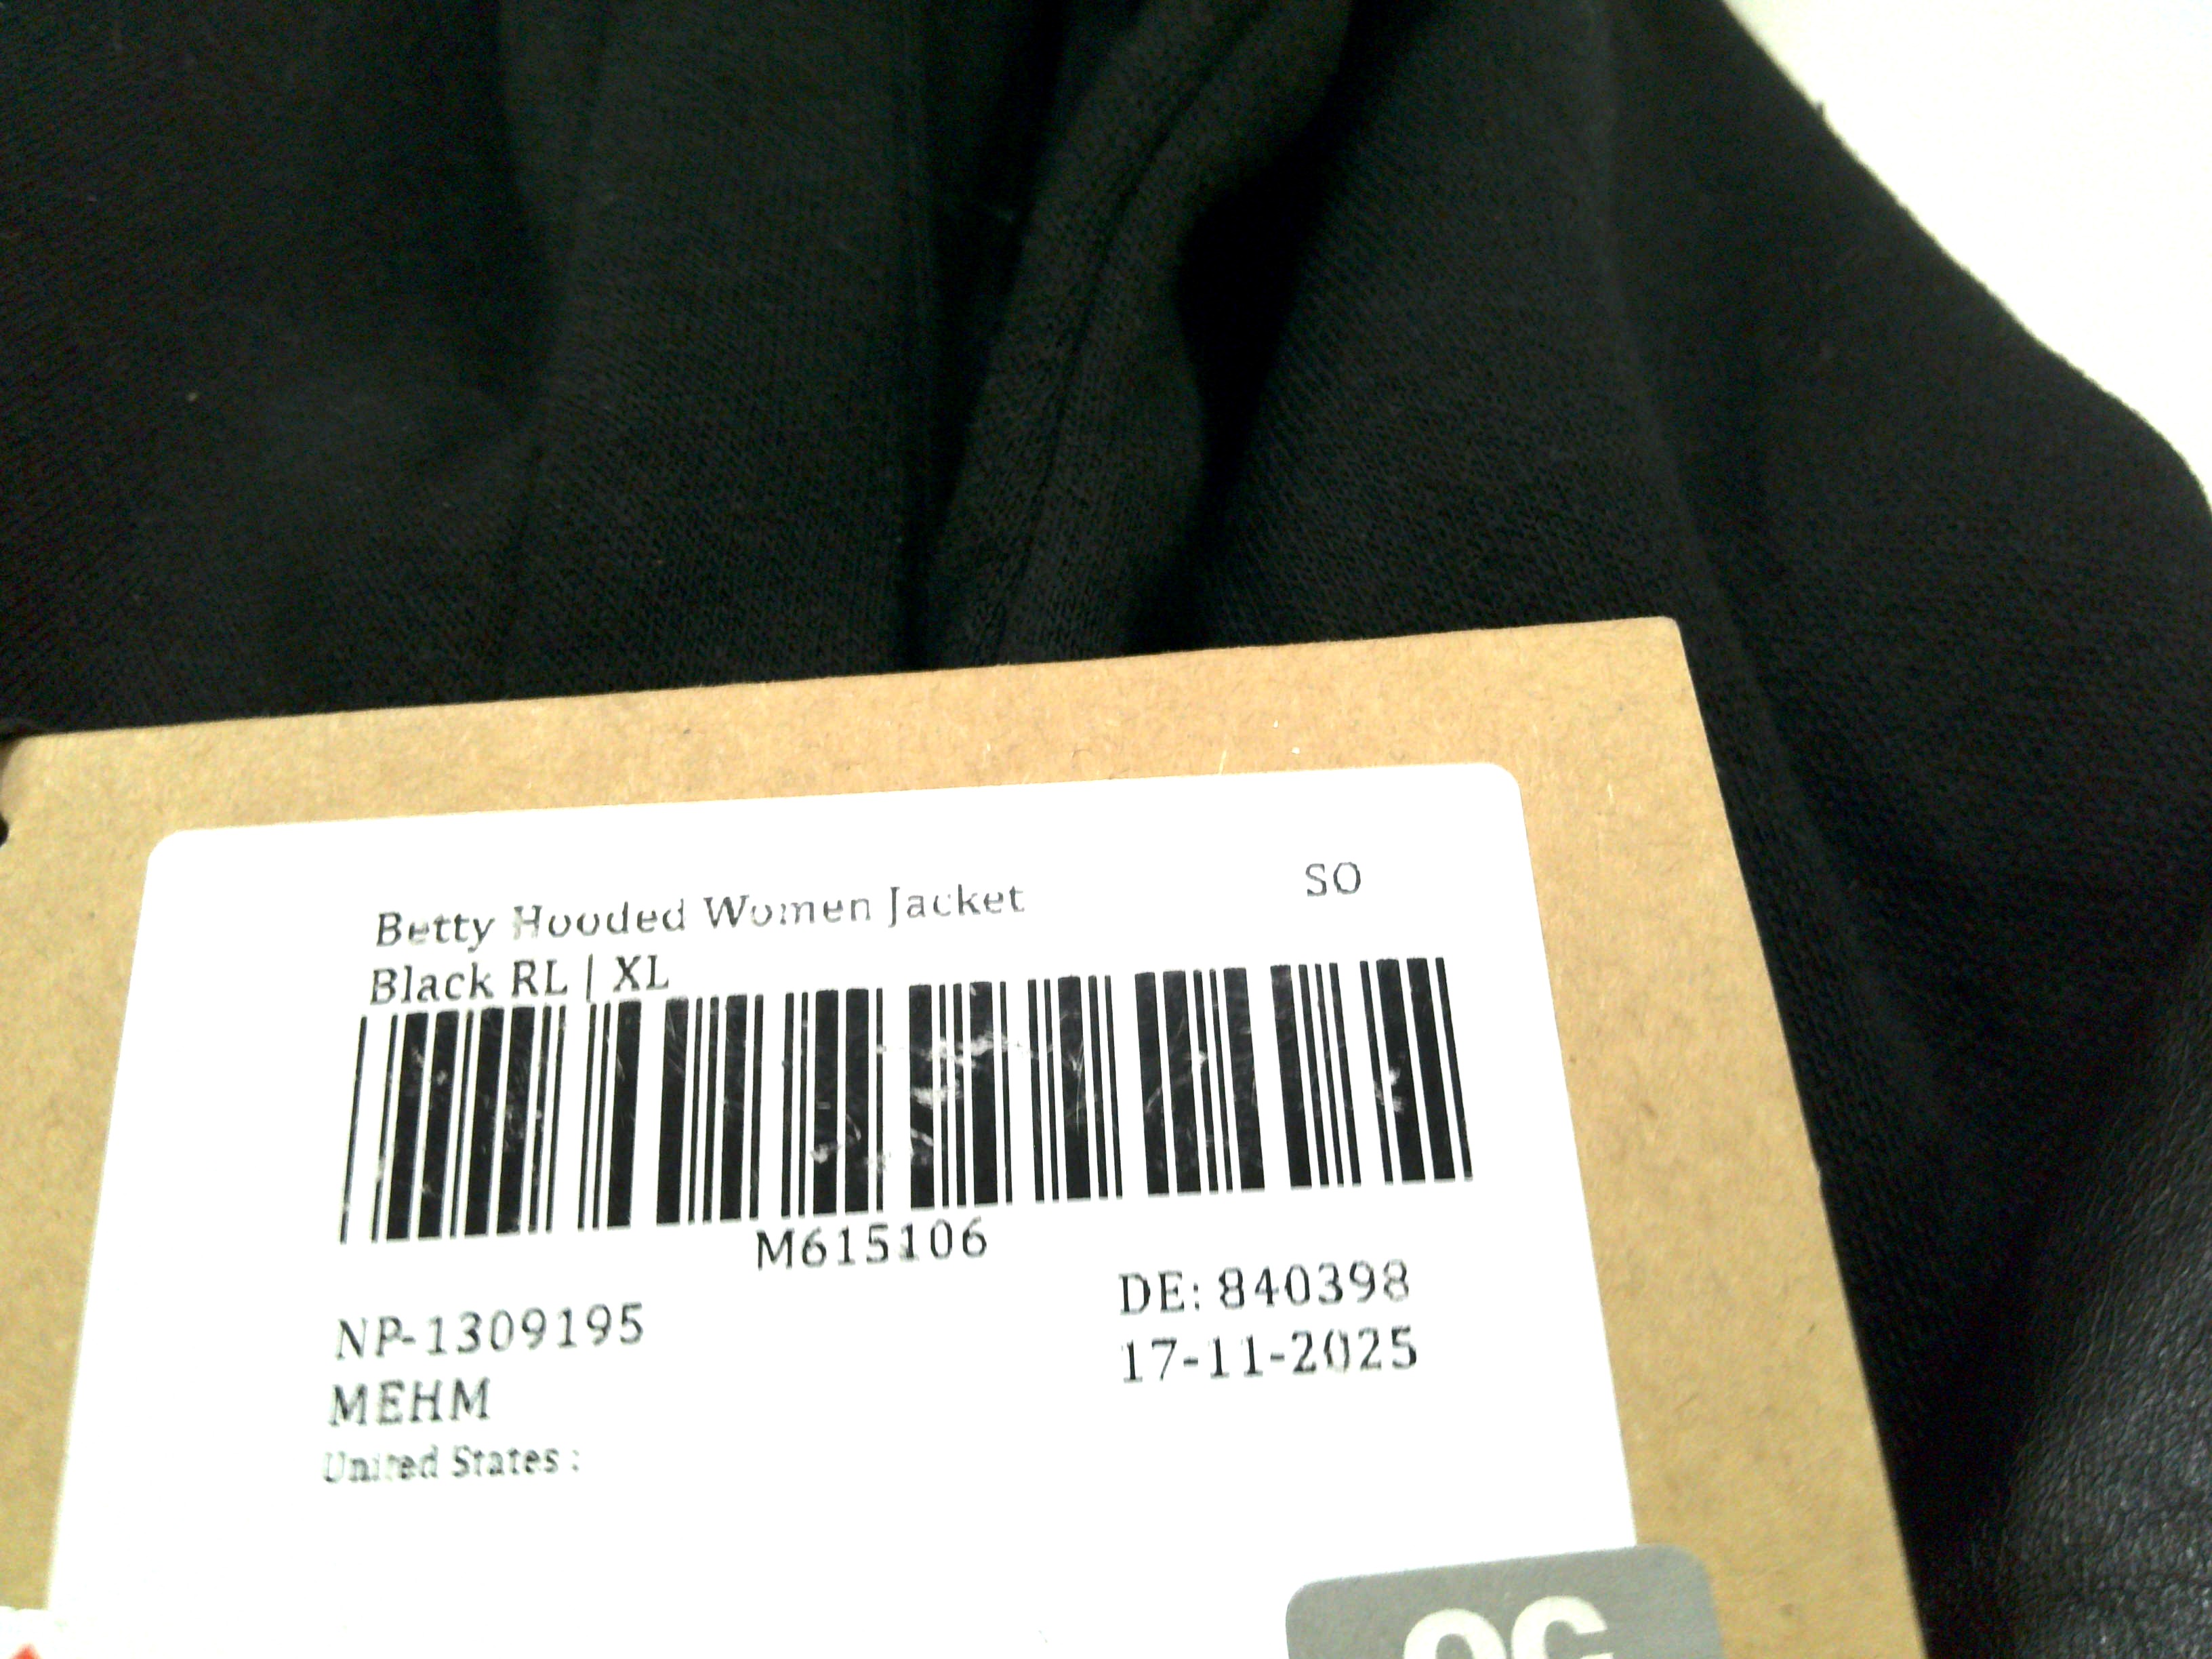 Betty Hooded Women Jacket SO
Black RL | XL
M615106
NP-1309195 DE: 840398
MEHM 17-11-2025
United States :
QC